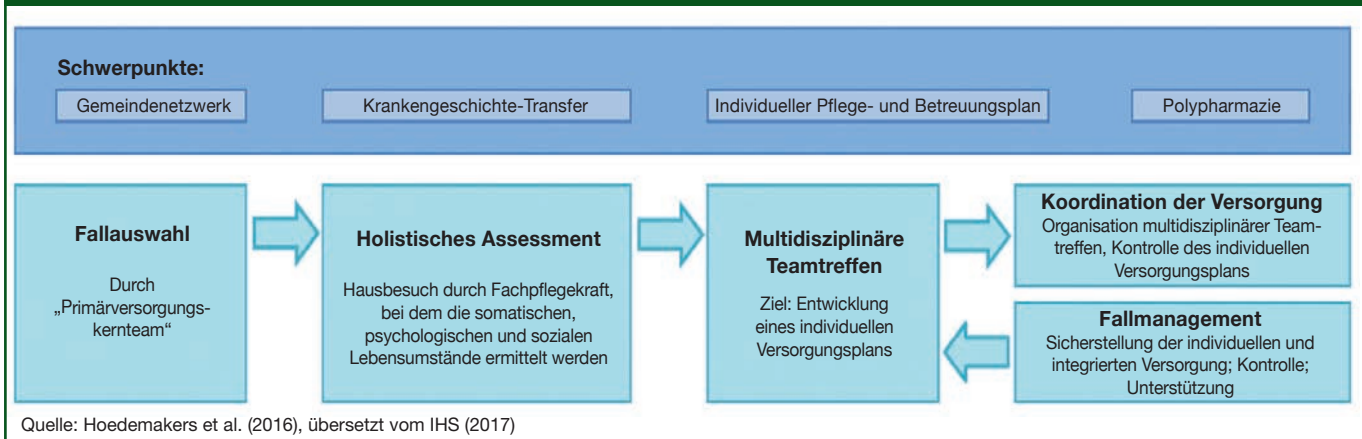 Schwerpunkte:
Gemeindenetzwerk
Krankengeschichte-Transfer
Individueller Pflege- und Betreuungsplan
Polypharmazie
Fallauswahl
Durch
„Primärversorgungs-
kernteam“
Holistisches Assessment
Hausbesuch durch Fachpflegekraft,
bei dem die somatischen,
psychologischen und sozialen
Lebensumstände ermittelt werden
Multidisziplinäre
Teamtreffen
Ziel: Entwicklung
eines individuellen
Versorgungsplans
Koordination der Versorgung
Organisation multidisziplinärer Team-
treffen, Kontrolle des individuellen
Versorgungsplans
Fallmanagement
Sicherstellung der individuellen und
integrierten Versorgung; Kontrolle;
Unterstützung
Quelle: Hoedemakers et al. (2016), übersetzt vom IHS (2017)